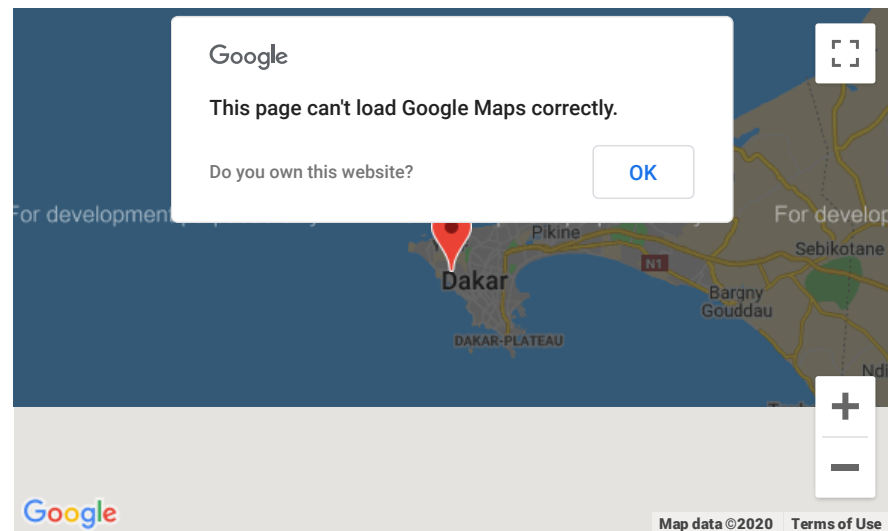 Google
This page can't load Google Maps correctly.
Do you own this website?
OK
For development
For develop
Pikine
Sebikotane
N1
Dakar
Bargny
Gouddau
DAKAR-PLATEAU
Ndi
Google
Map data ©2020 Terms of Use